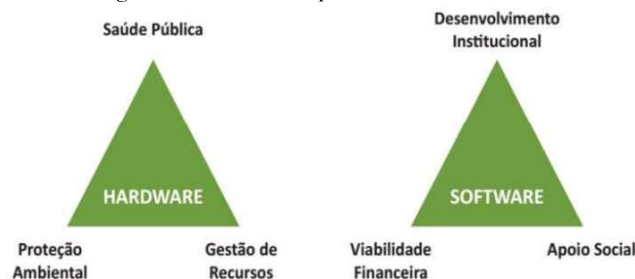 Saúde Pública
HARDWARE
Proteção
Ambiental
Gestão de
Recursos
Desenvolvimento
Institucional
SOFTWARE
Viabilidade
Financeira
Apoio Social